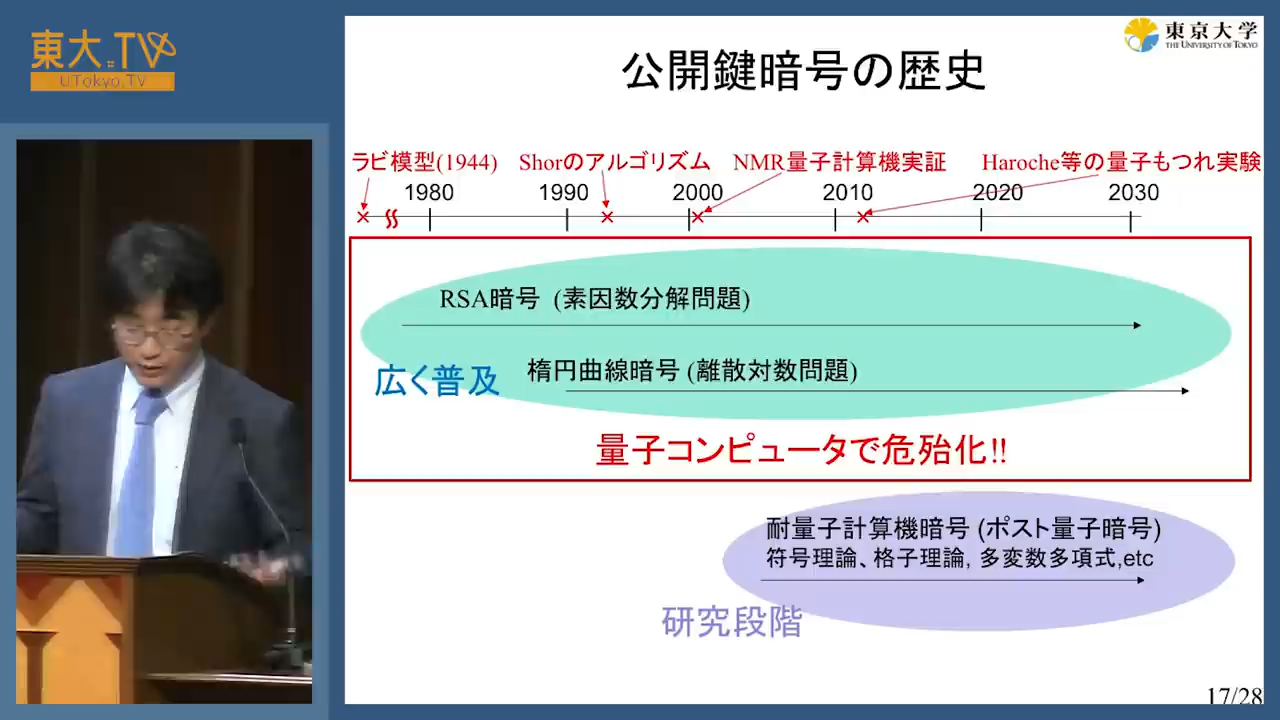 東大.TV
UTokyo.TV
東京大学
THE UNIVERSITY OF TOKYO
公開鍵暗号の歴史
ラビ模型(1944) Shorのアルゴリズム NMR量子計算機実証 Haroche等の量子もつれ実験
1980 1990 2000 2010 2020 2030
RSA暗号 (素因数分解問題)
広く普及 楕円曲線暗号 (離散対数問題)
量子コンピュータで危殆化!!
耐量子計算機暗号 (ポスト量子暗号)
符号理論、格子理論, 多変数多項式,etc
研究段階
17/28